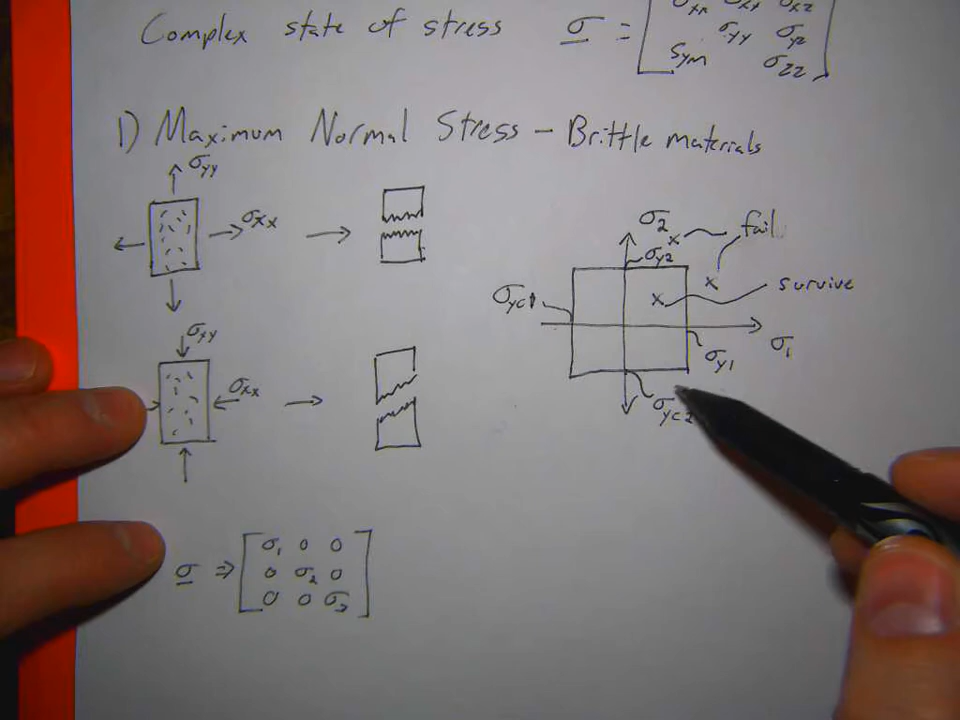 Complex state of stress σ = [σxx σxy σxz
σyy σyz
Sym σzz]
1) Maximum Normal Stress - Brittle materials
σyy
σxx
σ2
fail
σy2
survive
σyc1
σ1
σy1
σyy
σxx
σyc2
σ ⇒ [σ1 0 0
0 σ2 0
0 0 σ3]